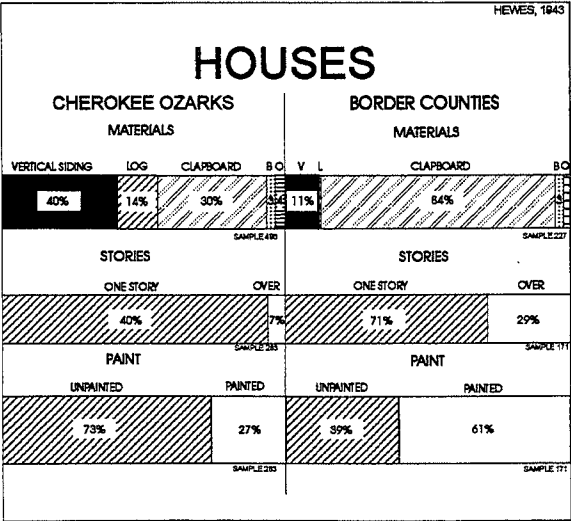 HEWES, 1943
HOUSES
CHEROKEE OZARKS
MATERIALS
VERTICAL SIDING LOG CLAPBOARD B O
40% 14% 30%
SAMPLE 495
STORIES
ONE STORY OVER
40% 7%
SAMPLE 283
PAINT
UNPAINTED PAINTED
73% 27%
SAMPLE 283
BORDER COUNTIES
MATERIALS
V L CLAPBOARD B O
11% 84% 3
SAMPLE 227
STORIES
ONE STORY OVER
71% 29%
SAMPLE 171
PAINT
UNPAINTED PAINTED
39% 61%
SAMPLE 171